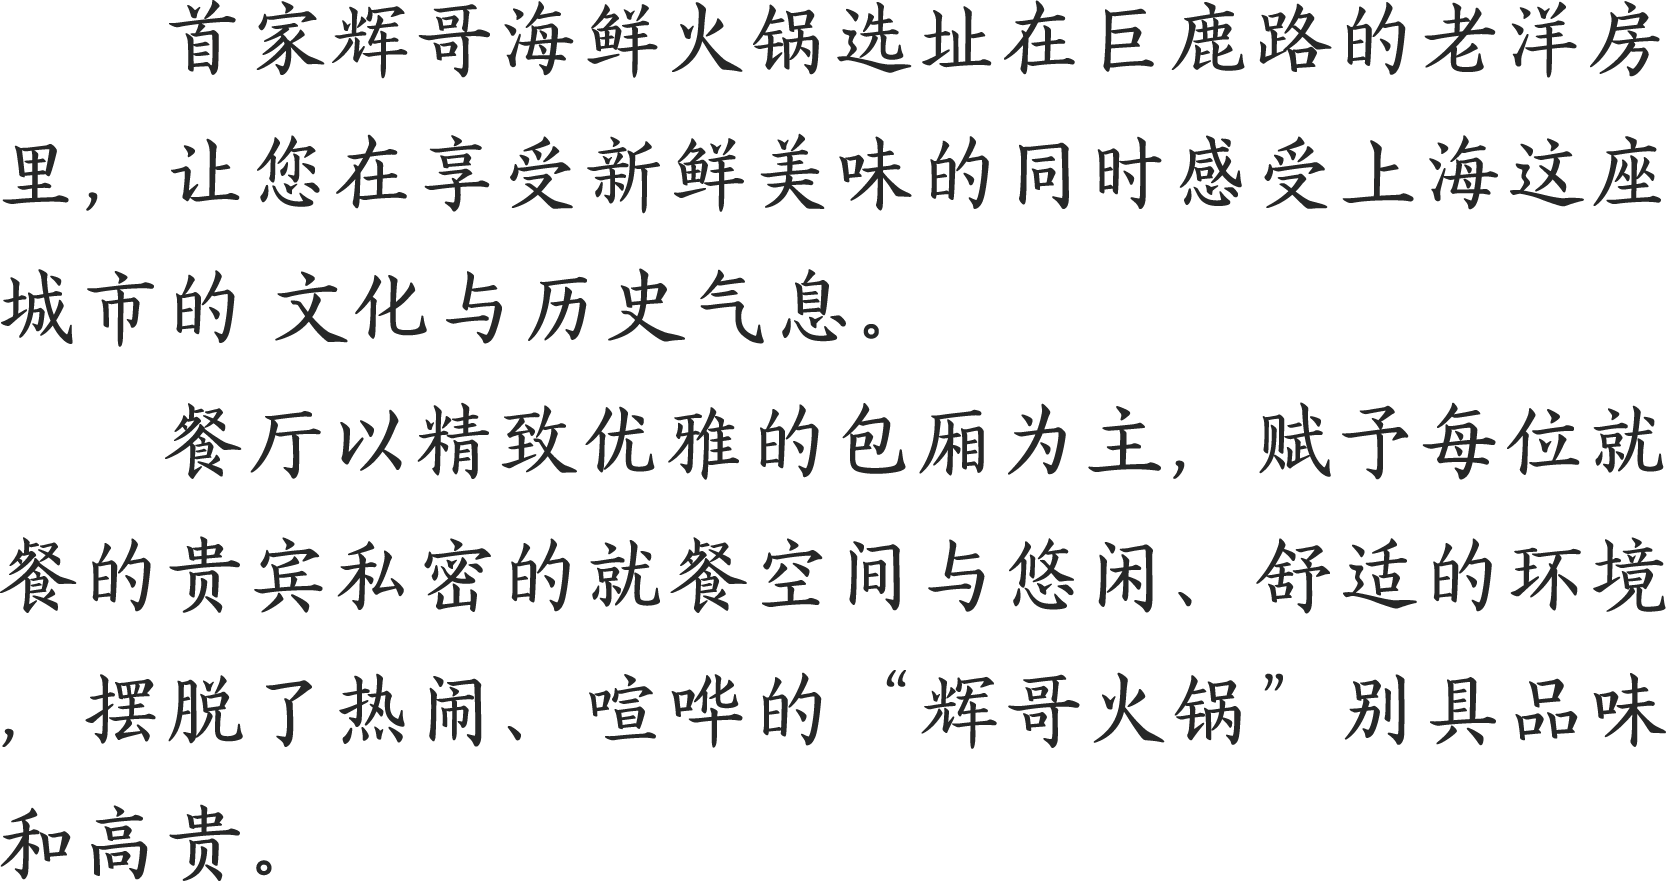 首家辉哥海鲜火锅选址在巨鹿路的老洋房
里，让您在享受新鲜美味的同时感受上海这座
城市的 文化与历史气息。
餐厅以精致优雅的包厢为主，赋予每位就
餐的贵宾私密的就餐空间与悠闲、舒适的环境
，摆脱了热闹、喧哗的“辉哥火锅”别具品味
和高贵。